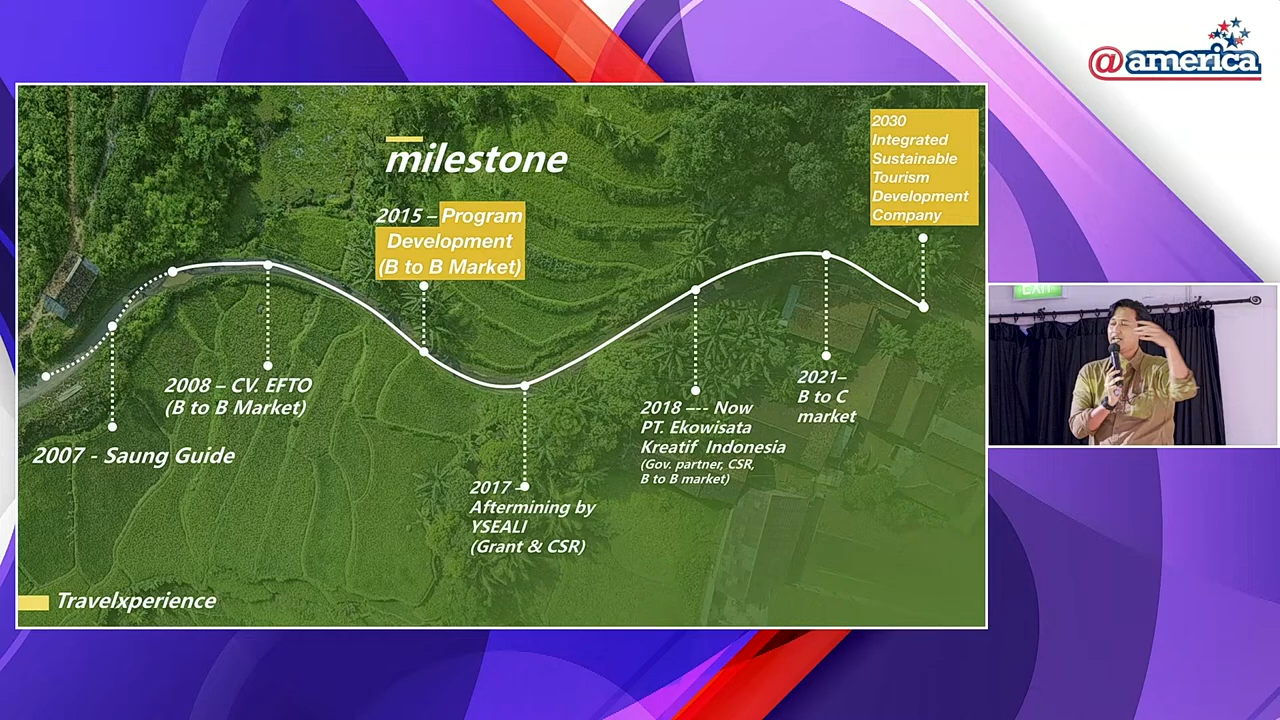 @america
milestone
2030
Integrated
Sustainable
Tourism
Development
Company
2015 – Program
Development
(B to B Market)
2008 – CV. EFTO
(B to B Market)
2007 - Saung Guide
2017 –
Aftermining by
YSEALI
(Grant & CSR)
2018 –-- Now
PT. Ekowisata
Kreatif Indonesia
(Gov. partner, CSR,
B to B market)
2021–
B to C
market
Travelxperience
EXIT